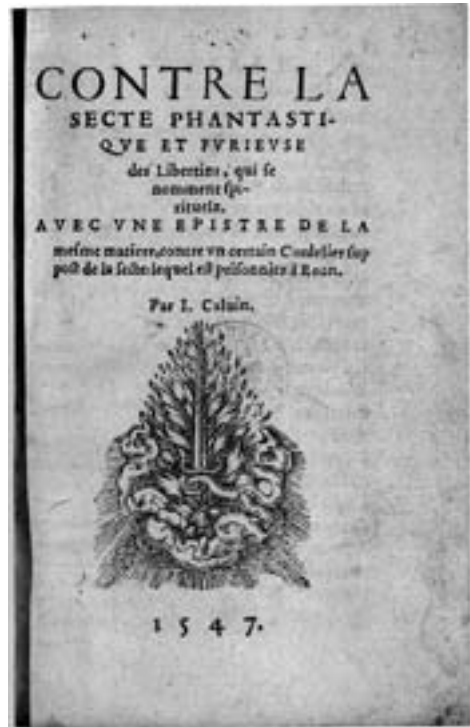 CONTRE LA
SECTE PHANTASTI-
QVE ET FVRIEVSE
des Libertins, qui se
nomment spi-
rituelz.
AVEC VNE EPISTRE DE LA
mesme matiere, contre vn certain Cordelier sup
post de la secte: lequel est prisonnier à Roan.
Par I. Caluin.
1547.